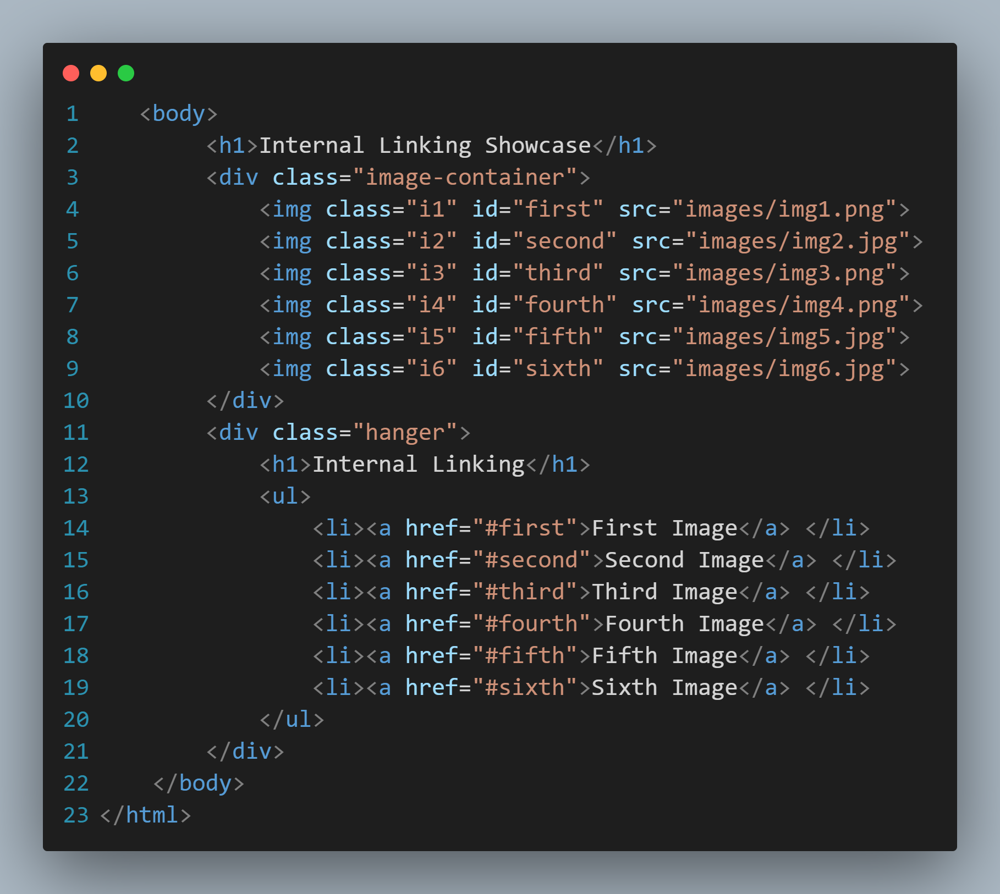 1 <body>
2 <h1>Internal Linking Showcase</h1>
3 <div class="image-container">
4 <img class="i1" id="first" src="images/img1.png">
5 <img class="i2" id="second" src="images/img2.jpg">
6 <img class="i3" id="third" src="images/img3.png">
7 <img class="i4" id="fourth" src="images/img4.png">
8 <img class="i5" id="fifth" src="images/img5.jpg">
9 <img class="i6" id="sixth" src="images/img6.jpg">
10 </div>
11 <div class="hanger">
12 <h1>Internal Linking</h1>
13 <ul>
14 <li><a href="#first">First Image</a> </li>
15 <li><a href="#second">Second Image</a> </li>
16 <li><a href="#third">Third Image</a> </li>
17 <li><a href="#fourth">Fourth Image</a> </li>
18 <li><a href="#fifth">Fifth Image</a> </li>
19 <li><a href="#sixth">Sixth Image</a> </li>
20 </ul>
21 </div>
22 </body>
23 </html>